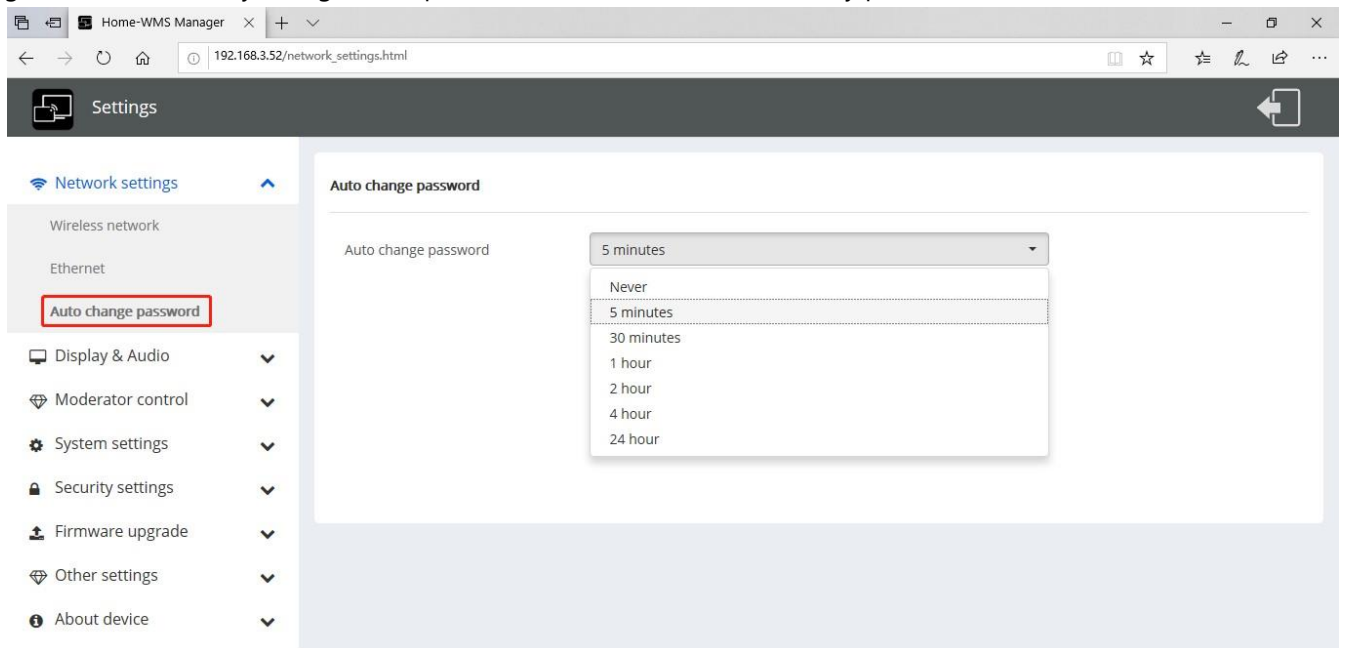 Home-WMS Manager
192.168.3.52/network_settings.html
Settings
Network settings
Wireless network
Ethernet
Auto change password
Display & Audio
Moderator control
System settings
Security settings
Firmware upgrade
Other settings
About device
Auto change password
Auto change password
5 minutes
Never
5 minutes
30 minutes
1 hour
2 hour
4 hour
24 hour